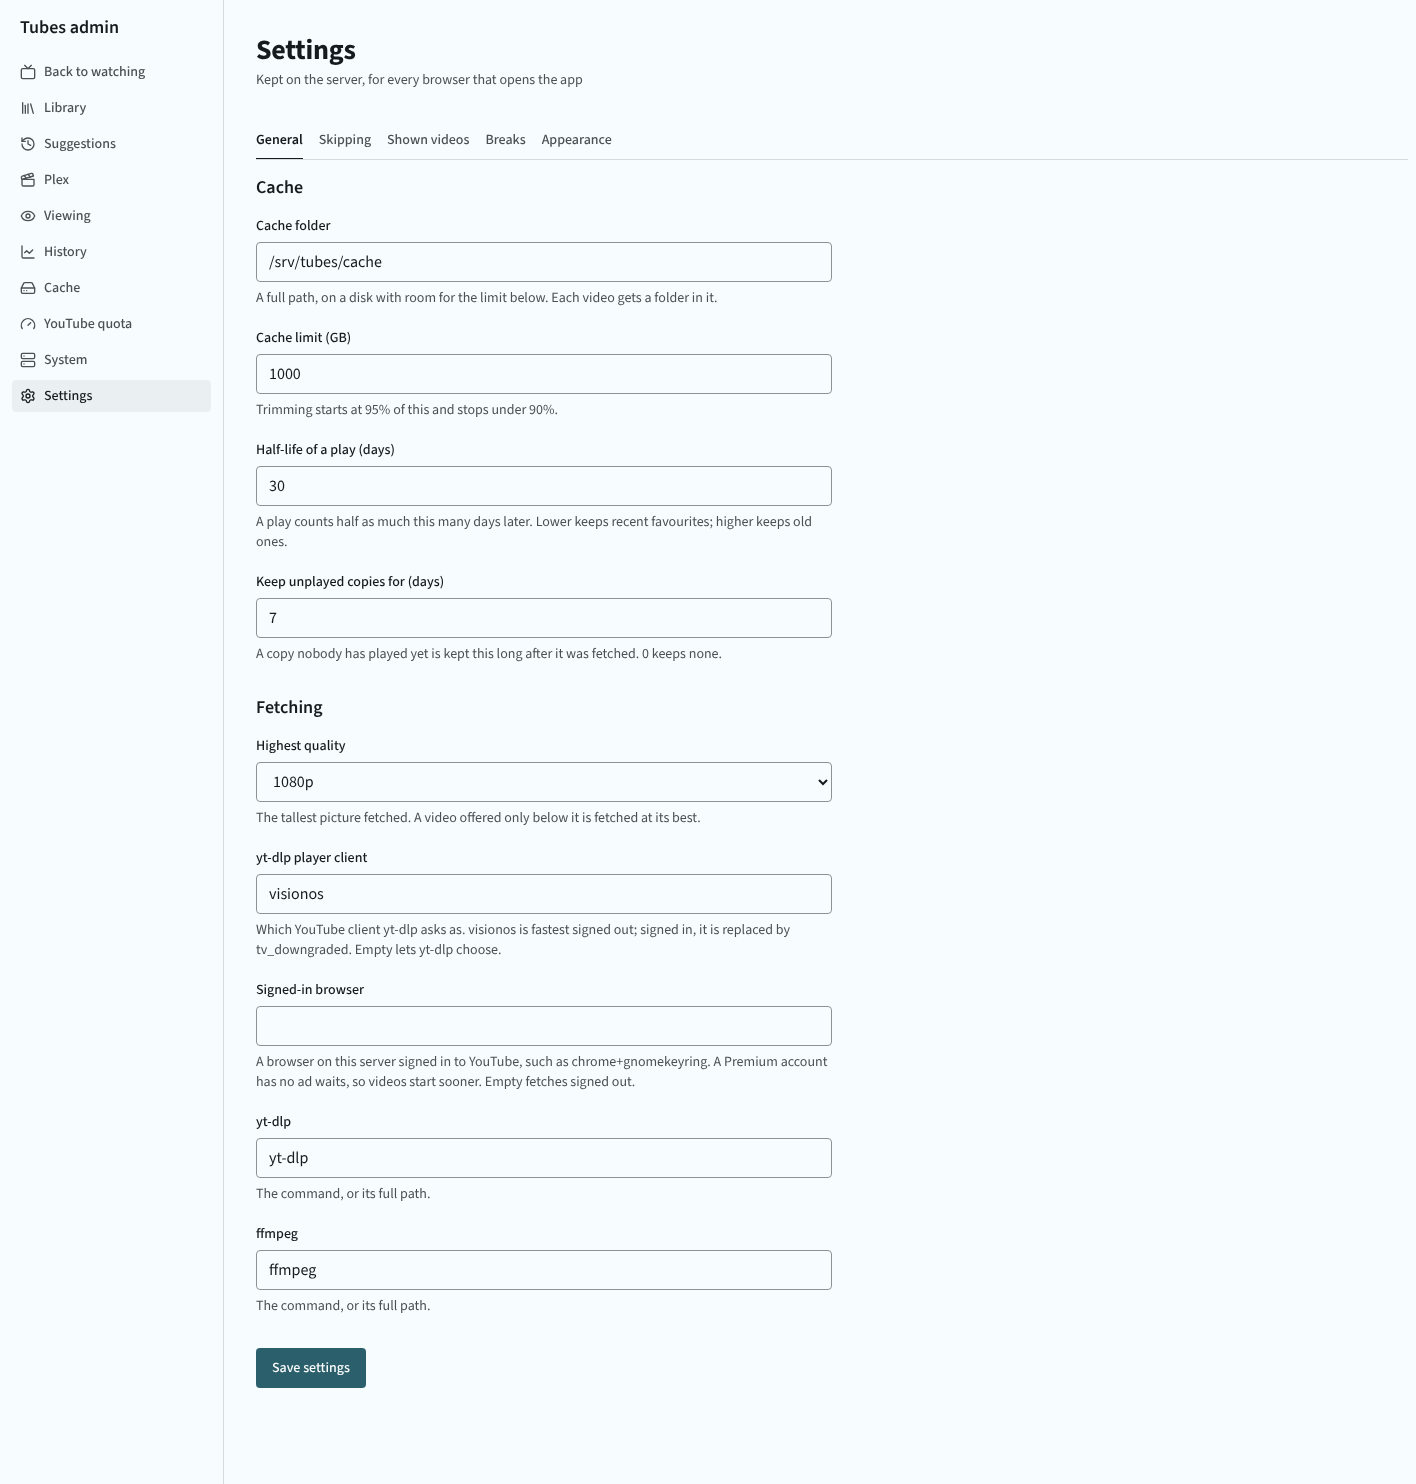 Tubes admin
Back to watching
Library
Suggestions
Plex
Viewing
History
Cache
YouTube quota
System
Settings
Settings
Kept on the server, for every browser that opens the app
General
Skipping
Shown videos
Breaks
Appearance
Cache
Cache folder
/srv/tubes/cache
A full path, on a disk with room for the limit below. Each video gets a folder in it.
Cache limit (GB)
1000
Trimming starts at 95% of this and stops under 90%.
Half-life of a play (days)
30
A play counts half as much this many days later. Lower keeps recent favourites; higher keeps old
ones.
Keep unplayed copies for (days)
7
A copy nobody has played yet is kept this long after it was fetched. 0 keeps none.
Fetching
Highest quality
1080p
The tallest picture fetched. A video offered only below it is fetched at its best.
yt-dlp player client
visionos
Which YouTube client yt-dlp asks as. visionos is fastest signed out; signed in, it is replaced by
tv_downgraded. Empty lets yt-dlp choose.
Signed-in browser
A browser on this server signed in to YouTube, such as chrome+gnomekeyring. A Premium account
has no ad waits, so videos start sooner. Empty fetches signed out.
yt-dlp
yt-dlp
The command, or its full path.
ffmpeg
ffmpeg
The command, or its full path.
Save settings